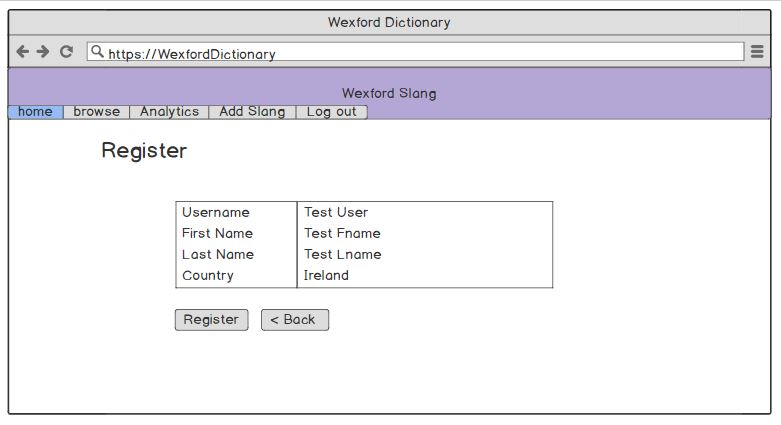 Wexford Dictionary
https://WexfordDictionary
Wexford Slang
home browse Analytics Add Slang Log out
Register
Username Test User
First Name Test Fname
Last Name Test Lname
Country Ireland
Register < Back